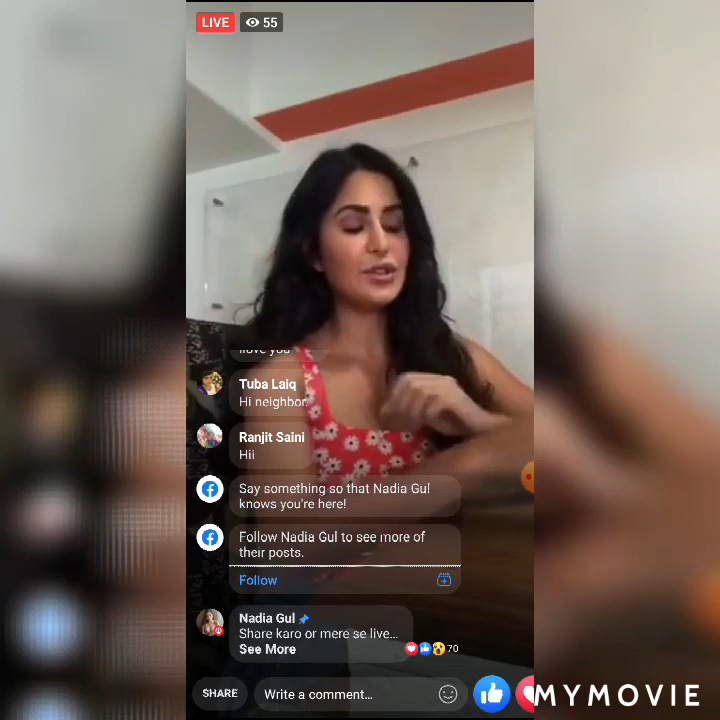 LIVE 55
Tuba Laiq
Hi neighbor.
Ranjit Saini
Hii
Say something so that Nadia Gul
knows you're here!
Follow Nadia Gul to see more of
their posts.
Follow
Nadia Gul
Share karo or mere se live...
See More
70
SHARE
Write a comment...
MYMOVIE